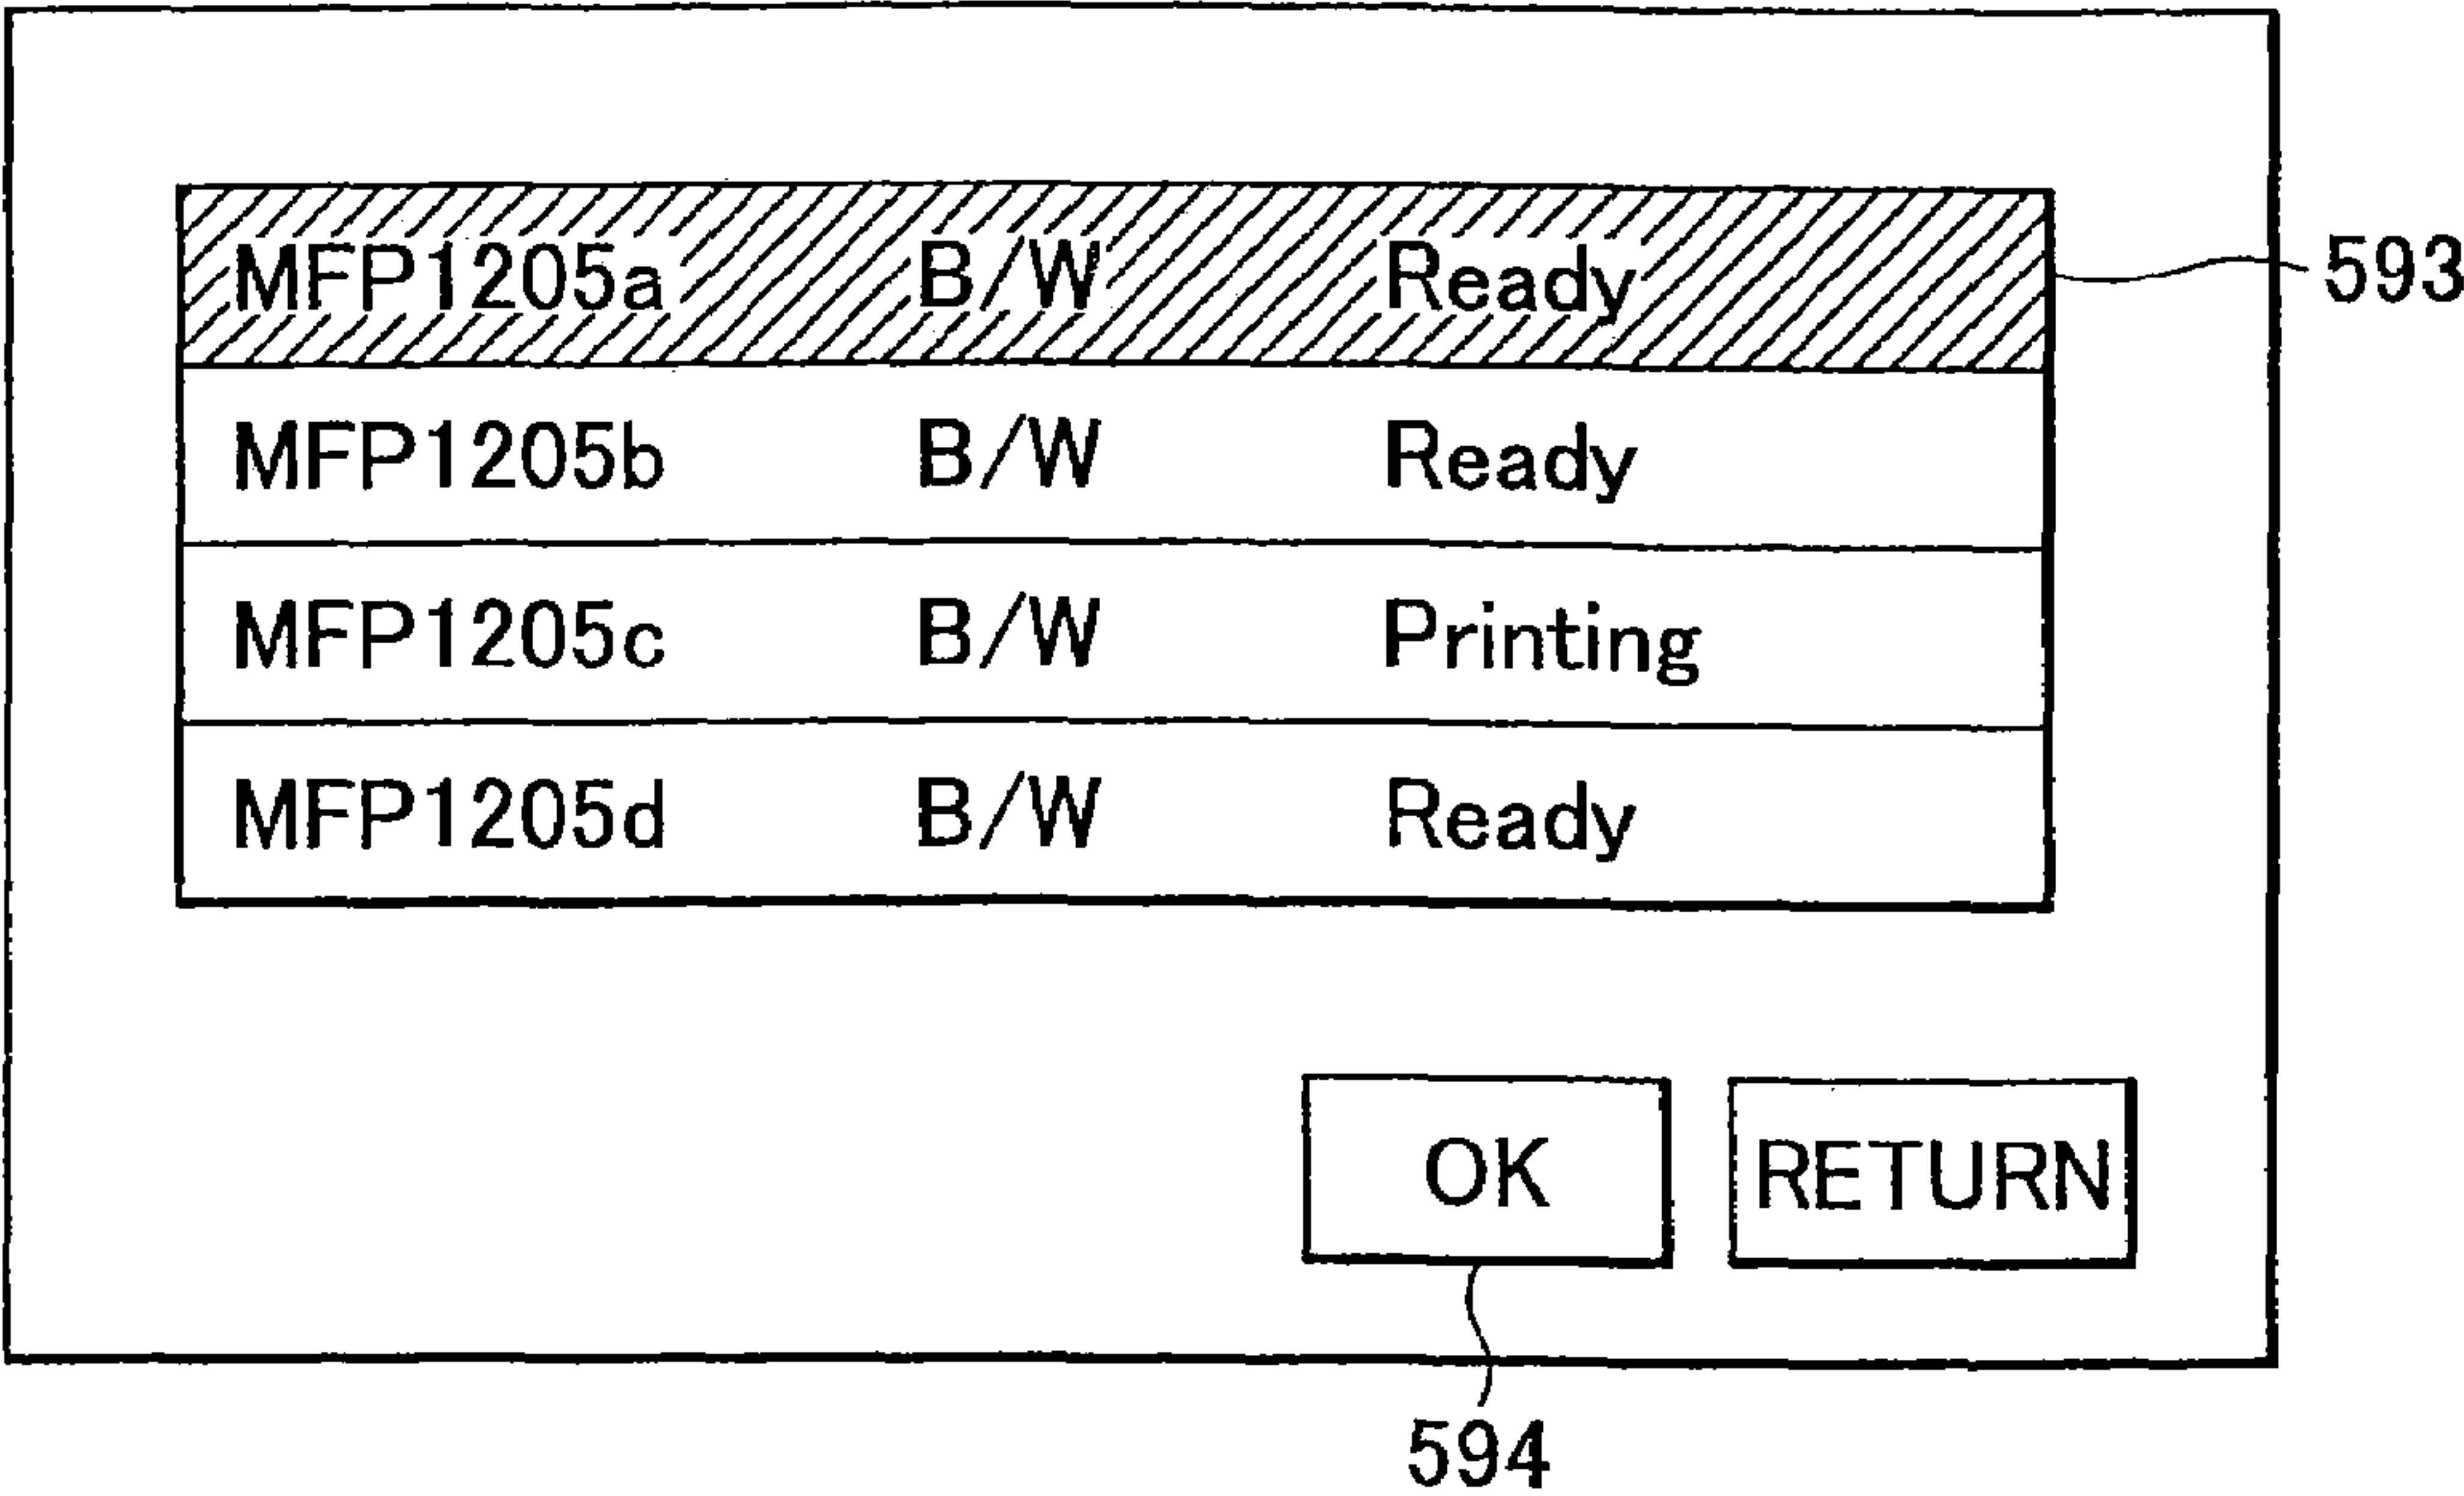 MFP1205a B/W Ready
593
MFP1205b B/W Ready
MFP1205c B/W Printing
MFP1205d B/W Ready
OK RETURN
594